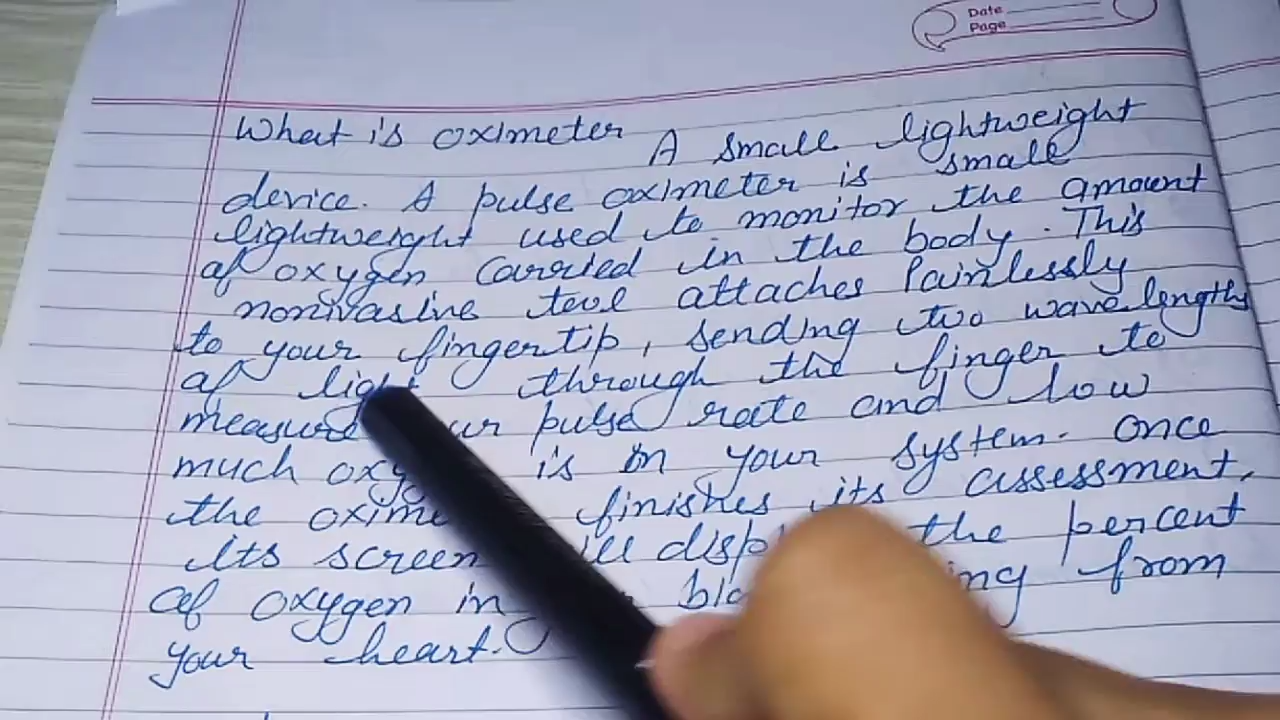 Date
Page
What is oximeter A small lightweight
device. A pulse oximeter is small
lightweight used to monitor the amount
of oxygen carried in the body. This
nonivasine tool attaches Painlessly
to your fingertip, sending two wavelengths
of light through the finger to
measure pulse rate and low
much is in your system. once
the finishes its assessment,
its screen the percent
of oxygen in from
your heart.